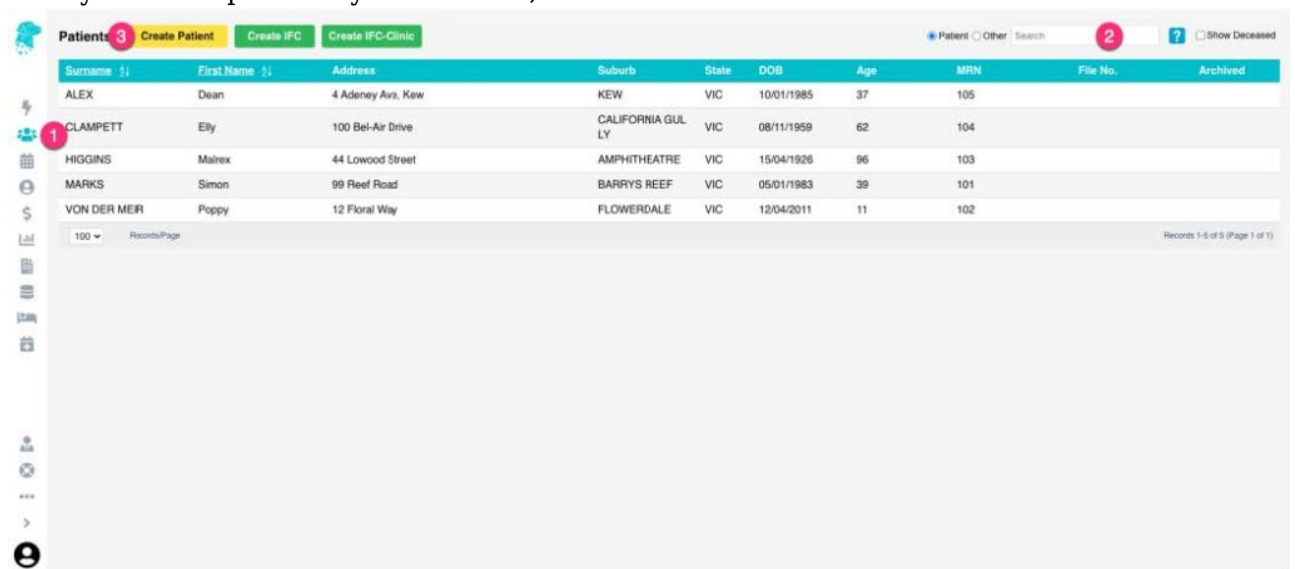 Patients 3 Create Patient Create IFC Create IFC-Clinic Patient Other Search 2 ? Show Deceased
Surname First Name Address Suburb State DOB Age MRN File No. Archived
ALEX Dean 4 Adeney Ave, Kew KEW VIC 10/01/1985 37 105
1 CLAMPETT Elly 100 Bel-Air Drive CALIFORNIA GUL VIC 08/11/1959 62 104
LY
HIGGINS Malrex 44 Lowood Street AMPHITHEATRE VIC 15/04/1926 96 103
MARKS Simon 99 Reef Road BARRYS REEF VIC 05/01/1983 39 101
VON DER MEIR Poppy 12 Floral Way FLOWERDALE VIC 12/04/2011 11 102
100 Records/Page Records 1-5 of 5 (Page 1 of 1)